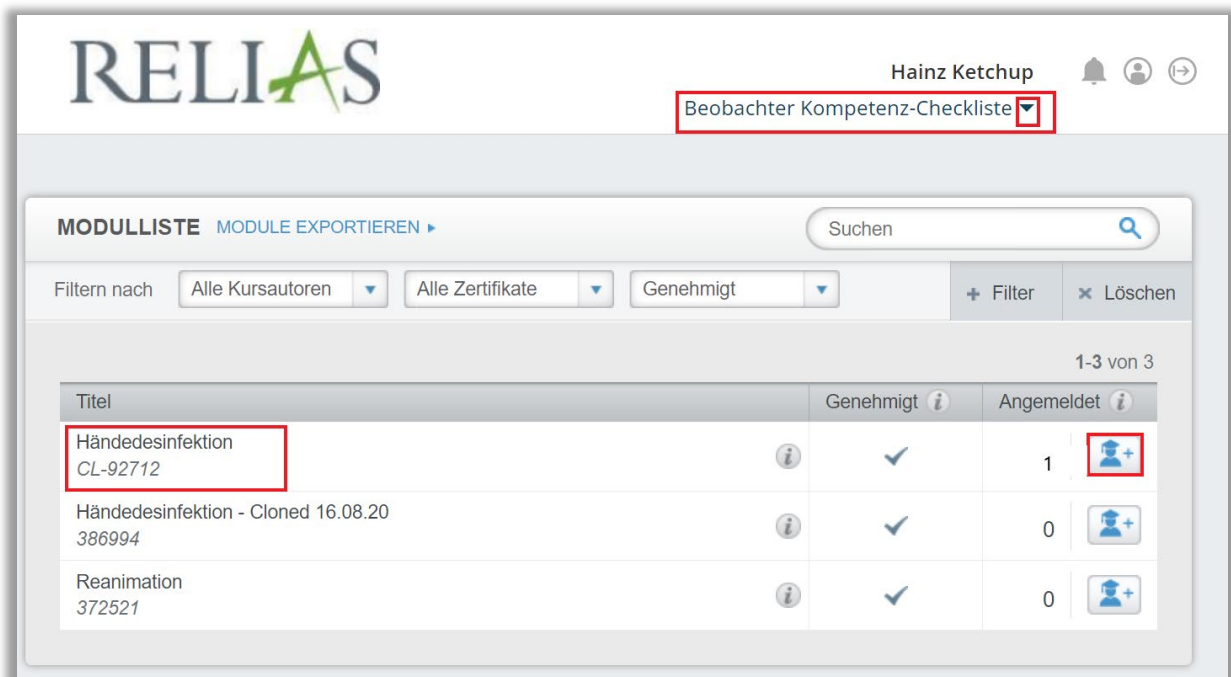 RELIAS
Hainz Ketchup
Beobachter Kompetenz-Checkliste
MODULLISTE MODULE EXPORTIEREN
Suchen
Filtern nach Alle Kursautoren Alle Zertifikate Genehmigt + Filter × Löschen
1-3 von 3
Titel Genehmigt i Angemeldet i
Händedesinfektion
CL-92712 i 1
Händedesinfektion - Cloned 16.08.20
386994 i 0
Reanimation
372521 i 0